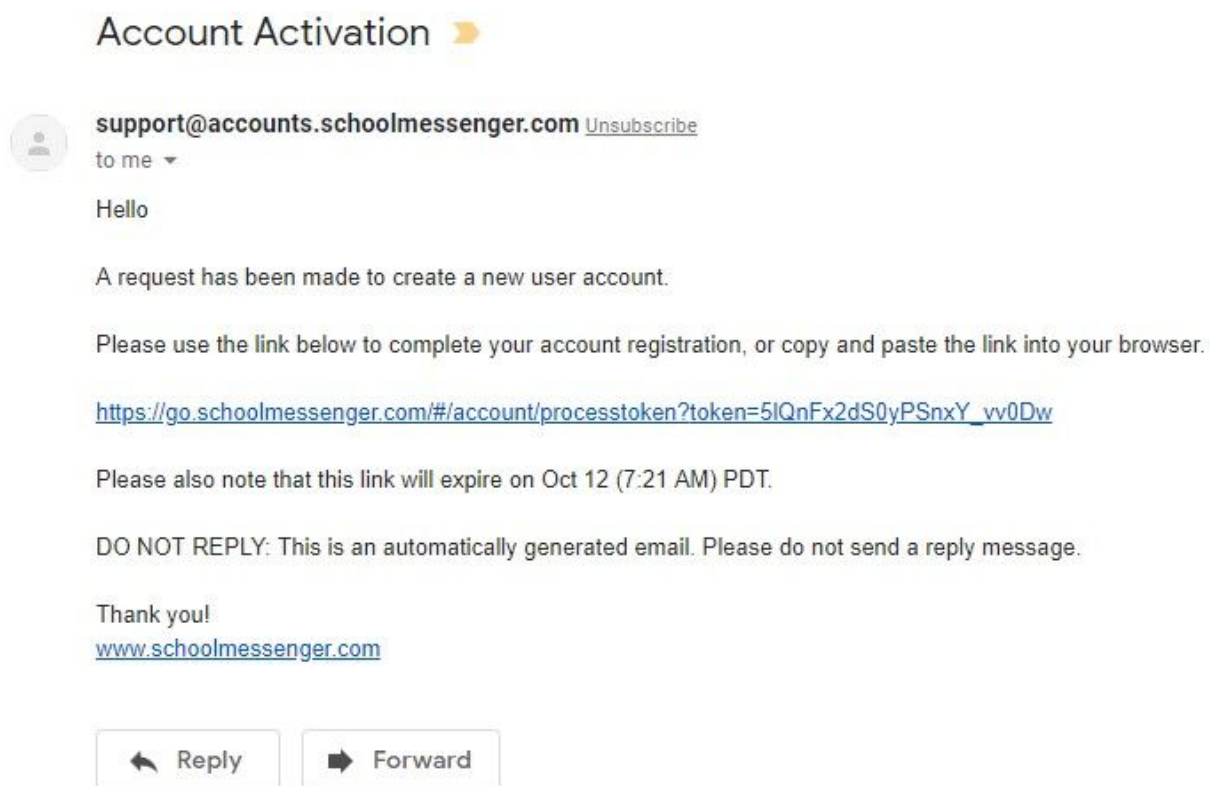 Account Activation
support@accounts.schoolmessenger.com Unsubscribe
to me
Hello
A request has been made to create a new user account.
Please use the link below to complete your account registration, or copy and paste the link into your browser.
https://go.schoolmessenger.com/#/account/processtoken?token=5lQnFx2dS0yPSnxY_vv0Dw
Please also note that this link will expire on Oct 12 (7:21 AM) PDT.
DO NOT REPLY: This is an automatically generated email. Please do not send a reply message.
Thank you!
www.schoolmessenger.com
Reply Forward